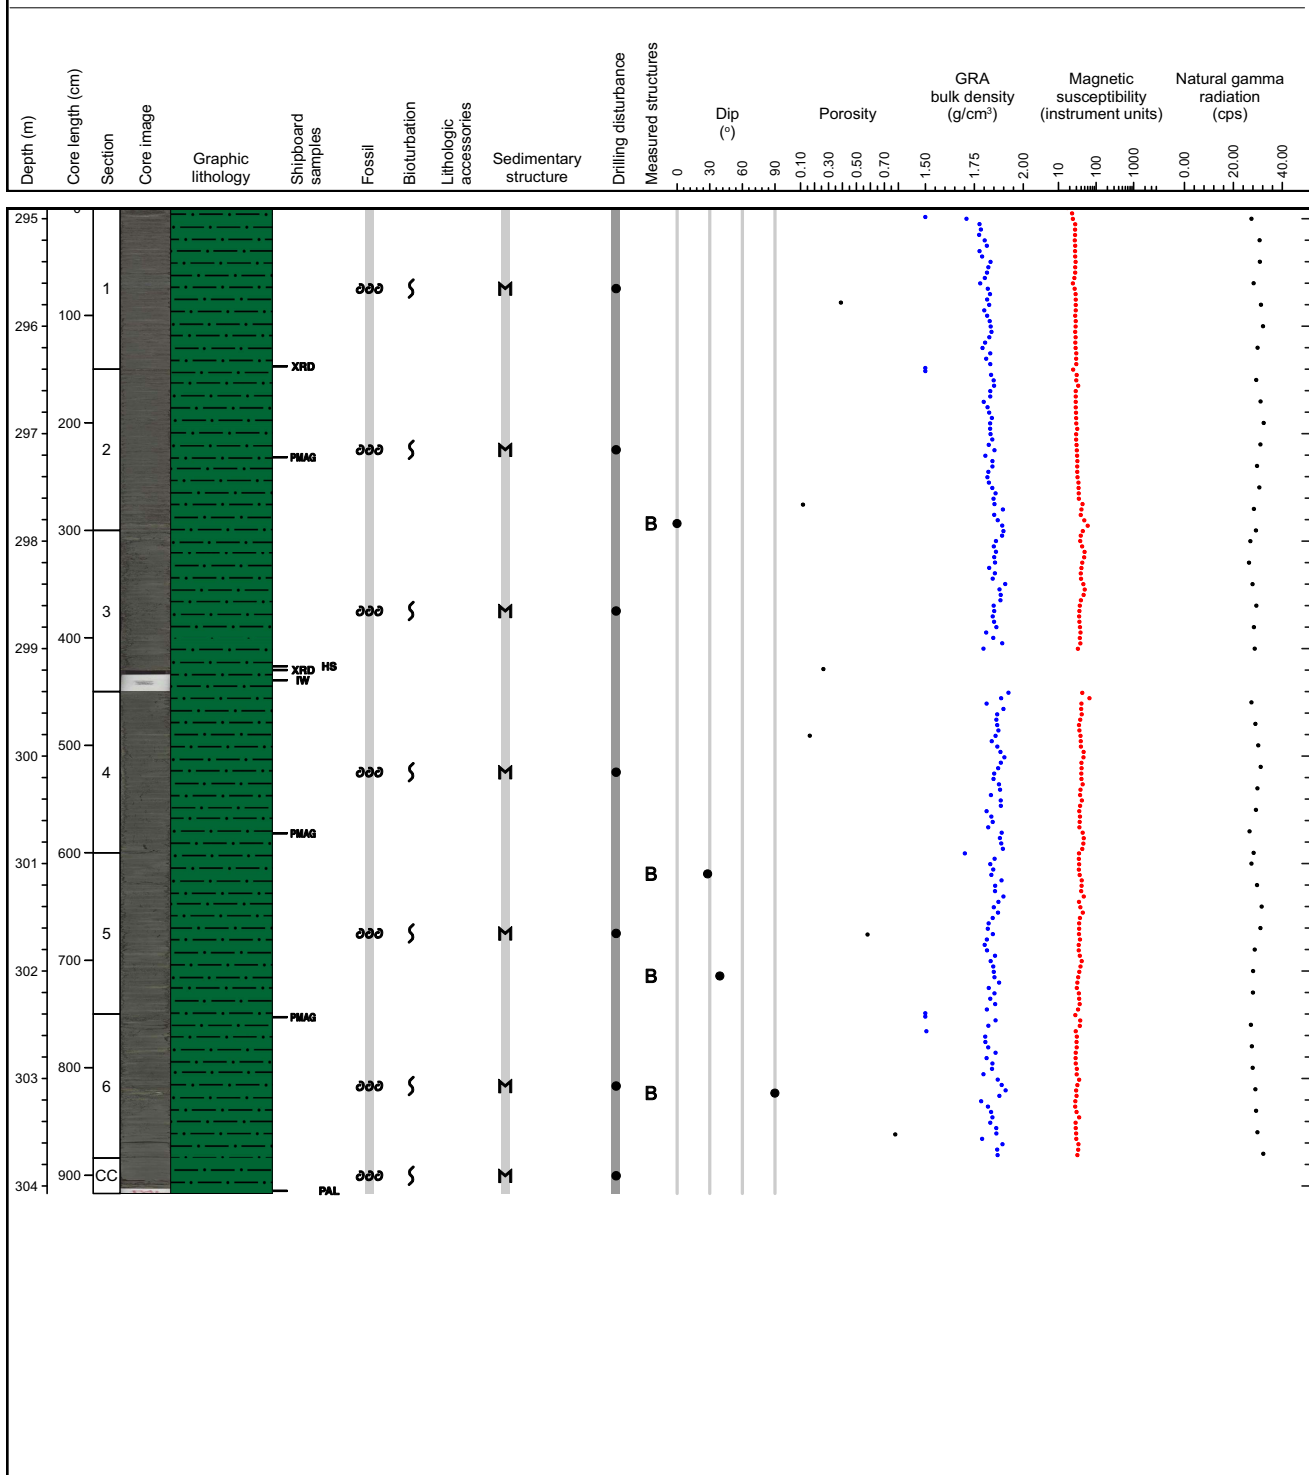 Depth (m)
Core length (cm)
Section
Core image
Graphic
lithology
Shipboard
samples
Fossil
Bioturbation
Lithologic
accessories
Sedimentary
structure
Drilling disturbance
Measured structures
Dip
(o)
Porosity
GRA
bulk density
(g/cm3)
Magnetic
susceptibility
(instrument units)
Natural gamma
radiation
(cps)
0 30 60 90 0.10 0.30 0.50 0.70 1.50 1.75 2.00 10 100 1000 0.00 20.00 40.00
295 0
1 M
100
296
XRD
200
297
2 M
PMAG
B
300
298
3 M
400
299
HS
XRD
IW
500
300
4 M
PMAG
600
301
B
5 M
700
302
B
PMAG
800
303
6 M
B
900 CC M
304
PAL